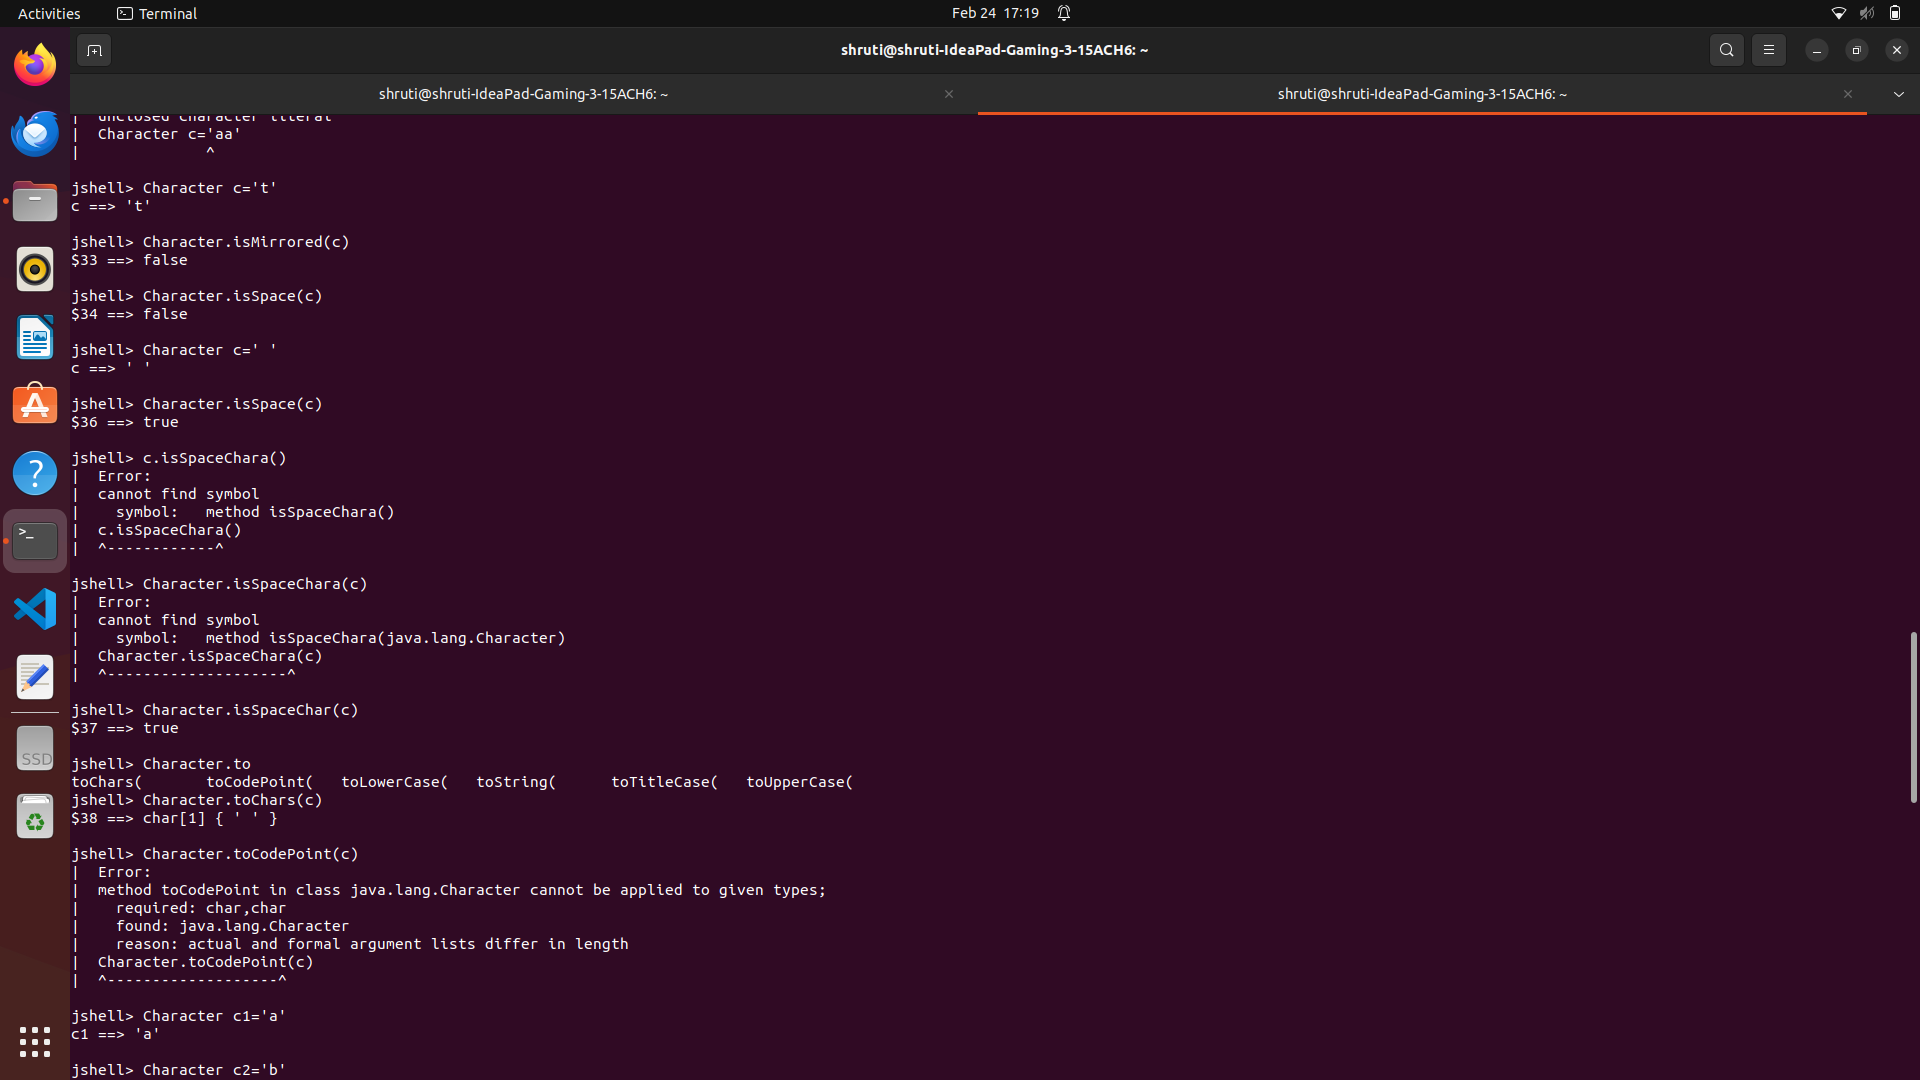 Activities
Terminal
Feb 24 17:19
shruti@shruti-IdeaPad-Gaming-3-15ACH6: ~
shruti@shruti-IdeaPad-Gaming-3-15ACH6: ~
shruti@shruti-IdeaPad-Gaming-3-15ACH6: ~
|  unclosed character literal
|  Character c='aa'
|              ^
jshell> Character c='t'
c ==> 't'
jshell> Character.isMirrored(c)
$33 ==> false
jshell> Character.isSpace(c)
$34 ==> false
jshell> Character c=' '
c ==> ' '
jshell> Character.isSpace(c)
$36 ==> true
jshell> c.isSpaceChara()
|  Error:
|  cannot find symbol
|    symbol:   method isSpaceChara()
|  c.isSpaceChara()
|  ^------------^
jshell> Character.isSpaceChara(c)
|  Error:
|  cannot find symbol
|    symbol:   method isSpaceChara(java.lang.Character)
|  Character.isSpaceChara(c)
|  ^--------------------^
jshell> Character.isSpaceChar(c)
$37 ==> true
jshell> Character.to
toChars(       toCodePoint(   toLowerCase(   toString(      toTitleCase(   toUpperCase(
jshell> Character.toChars(c)
$38 ==> char[1] { ' ' }
jshell> Character.toCodePoint(c)
|  Error:
|  method toCodePoint in class java.lang.Character cannot be applied to given types;
|    required: char,char
|    found: java.lang.Character
|    reason: actual and formal argument lists differ in length
|  Character.toCodePoint(c)
|  ^-------------------^
jshell> Character c1='a'
c1 ==> 'a'
jshell> Character c2='b'
SSD